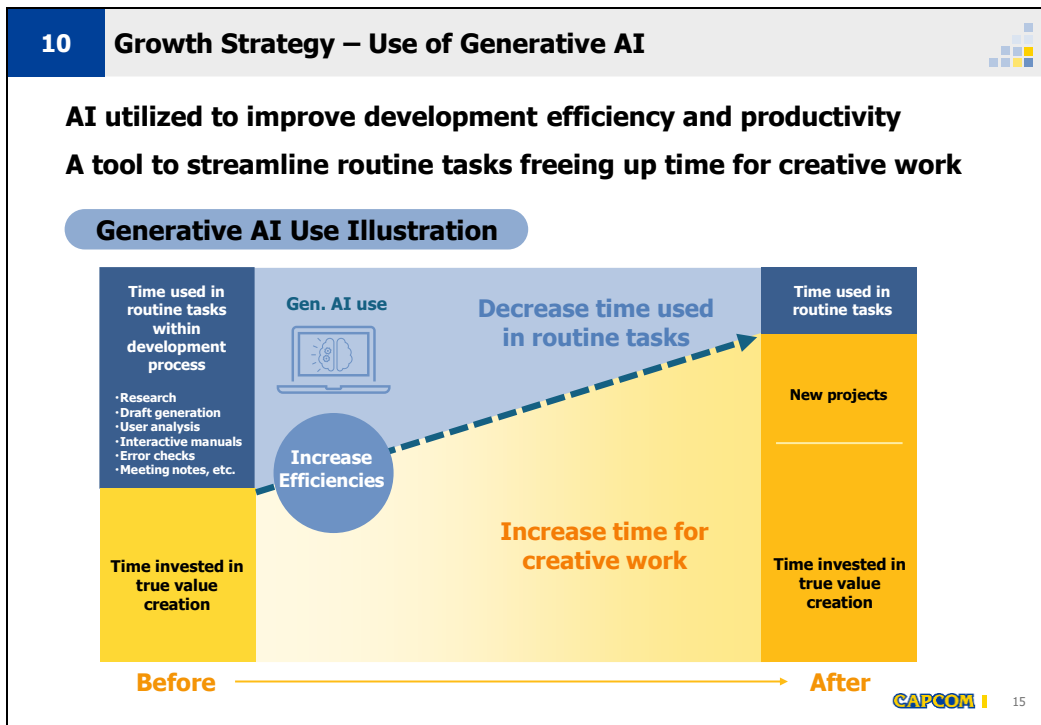 10
Growth Strategy – Use of Generative AI
AI utilized to improve development efficiency and productivity
A tool to streamline routine tasks freeing up time for creative work
Generative AI Use Illustration
Time used in
routine tasks
within
development
process
・Research
・Draft generation
・User analysis
・Interactive manuals
・Error checks
・Meeting notes, etc.
Time invested in
true value
creation
Gen. AI use
Increase
Efficiencies
Decrease time used
in routine tasks
Increase time for
creative work
Time used in
routine tasks
New projects
Time invested in
true value
creation
Before
After
CAPCOM
15